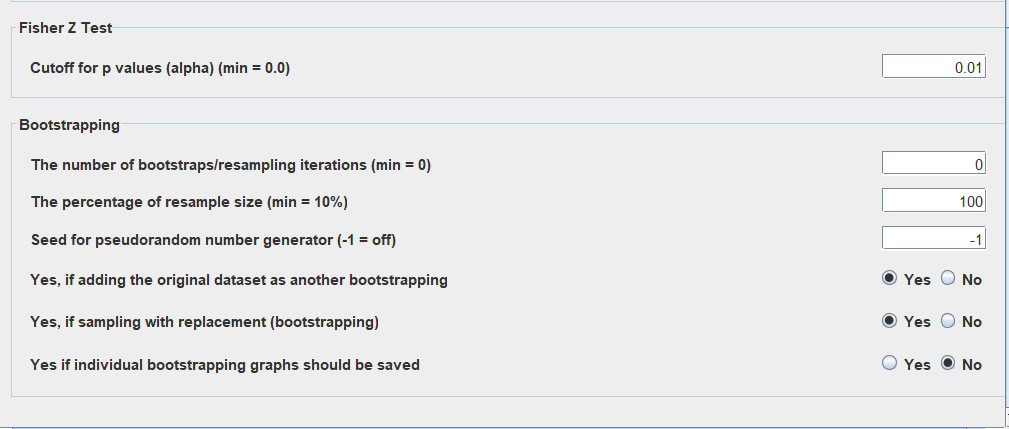 Fisher Z Test
Cutoff for p values (alpha) (min = 0.0) 0.01
Bootstrapping
The number of bootstraps/resampling iterations (min = 0) 0
The percentage of resample size (min = 10%) 100
Seed for pseudorandom number generator (-1 = off) -1
Yes, if adding the original dataset as another bootstrapping Yes No
Yes, if sampling with replacement (bootstrapping) Yes No
Yes if individual bootstrapping graphs should be saved Yes No